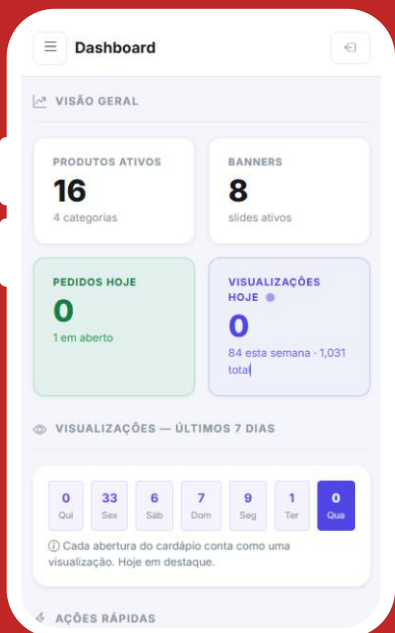 Dashboard
VISÃO GERAL
PRODUTOS ATIVOS
16
4 categorias
BANNERS
8
slides ativos
PEDIDOS HOJE
0
1 em aberto
VISUALIZAÇÕES
HOJE
0
84 esta semana · 1,031
total
VISUALIZAÇÕES — ÚLTIMOS 7 DIAS
0 33 6 7 9 1 0
Qui Sex Sáb Dom Seg Ter Qua
Cada abertura do cardápio conta como uma
visualização. Hoje em destaque.
AÇÕES RÁPIDAS